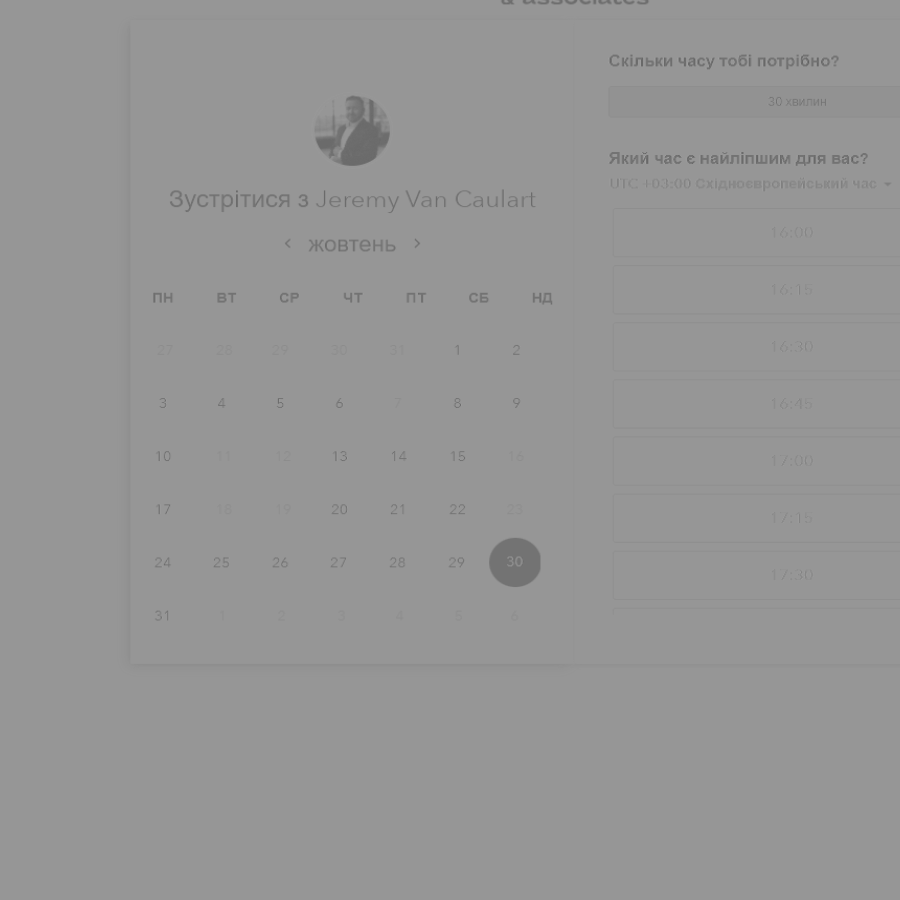 & associates
Зустрітися з Jeremy Van Caulart
жовтень
ПН ВТ СР ЧТ ПТ СБ НД
27 28 29 30 31 1 2
3 4 5 6 7 8 9
10 11 12 13 14 15 16
17 18 19 20 21 22 23
24 25 26 27 28 29 30
31 1 2 3 4 5 6
Скільки часу тобі потрібно?
30 хвилин
Який час є найліпшим для вас?
UTC +03:00 Східноєвропейський час
16:00
16:15
16:30
16:45
17:00
17:15
17:30